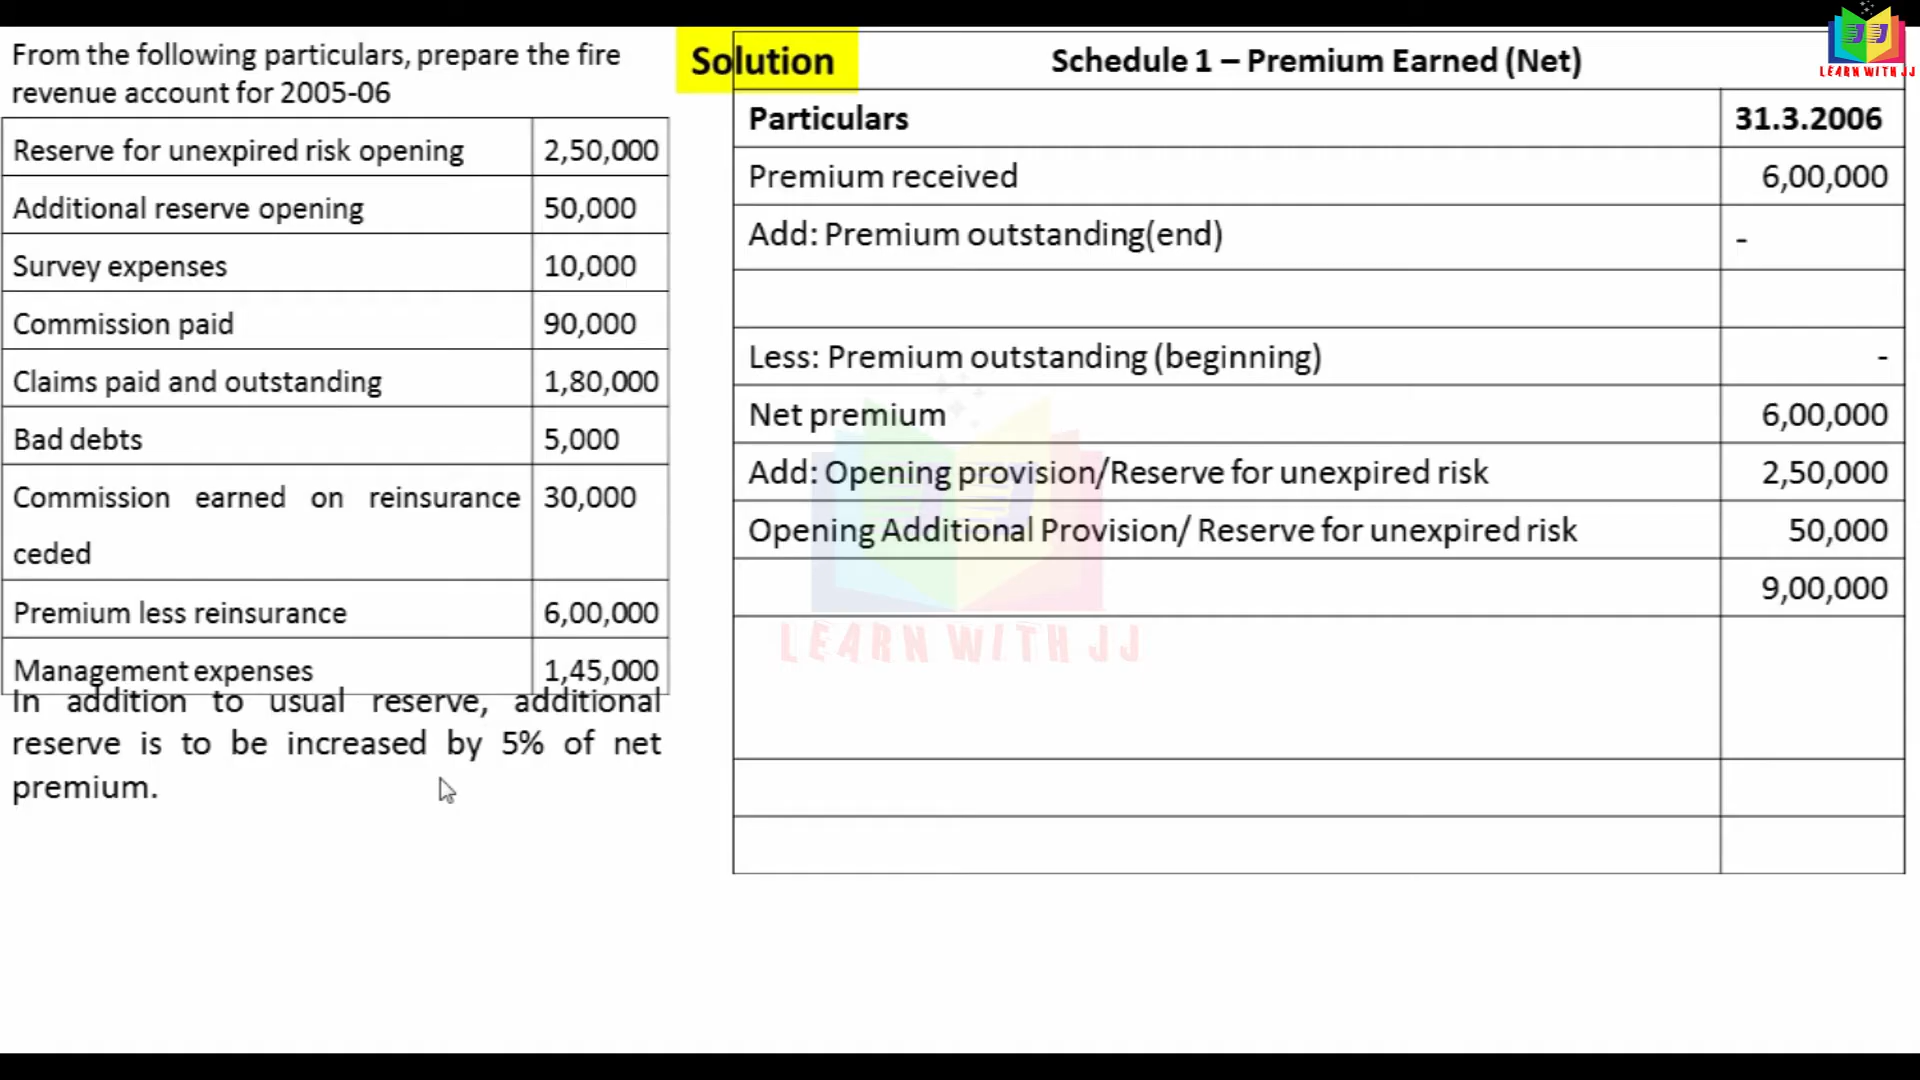 From the following particulars, prepare the fire
revenue account for 2005-06
Reserve for unexpired risk opening 2,50,000
Additional reserve opening 50,000
Survey expenses 10,000
Commission paid 90,000
Claims paid and outstanding 1,80,000
Bad debts 5,000
Commission earned on reinsurance 30,000
ceded
Premium less reinsurance 6,00,000
Management expenses 1,45,000
In addition to usual reserve, additional
reserve is to be increased by 5% of net
premium.
Solution
Schedule 1 – Premium Earned (Net)
Particulars 31.3.2006
Premium received 6,00,000
Add: Premium outstanding(end) -
Less: Premium outstanding (beginning) -
Net premium 6,00,000
Add: Opening provision/Reserve for unexpired risk 2,50,000
Opening Additional Provision/ Reserve for unexpired risk 50,000
9,00,000
LEARN WITH JJ
JJ
LEARN WITH JJ